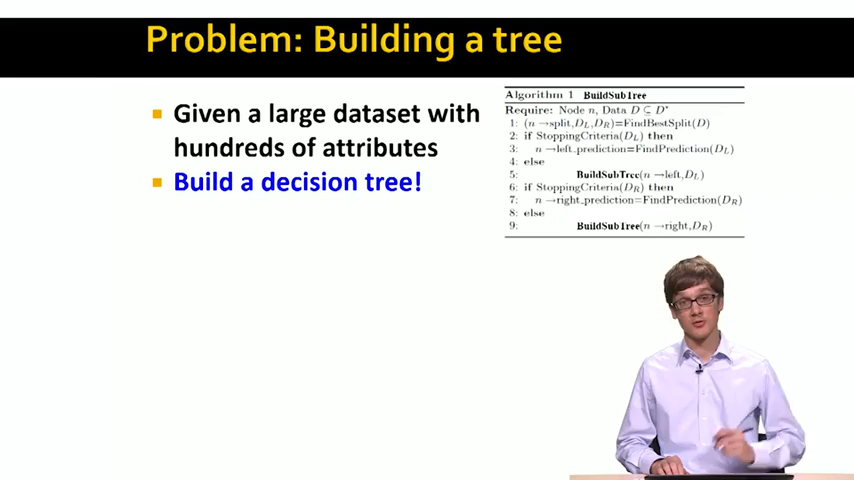 Problem: Building a tree
Given a large dataset with
hundreds of attributes
Build a decision tree!
Algorithm 1 BuildSubTree
Require: Node n, Data D ⊆ D*
1: (n →split,D_L,D_R)=FindBestSplit(D)
2: if StoppingCriteria(D_L) then
3: n →left_prediction=FindPrediction(D_L)
4: else
5: BuildSubTree(n →left,D_L)
6: if StoppingCriteria(D_R) then
7: n →right_prediction=FindPrediction(D_R)
8: else
9: BuildSubTree(n →right,D_R)